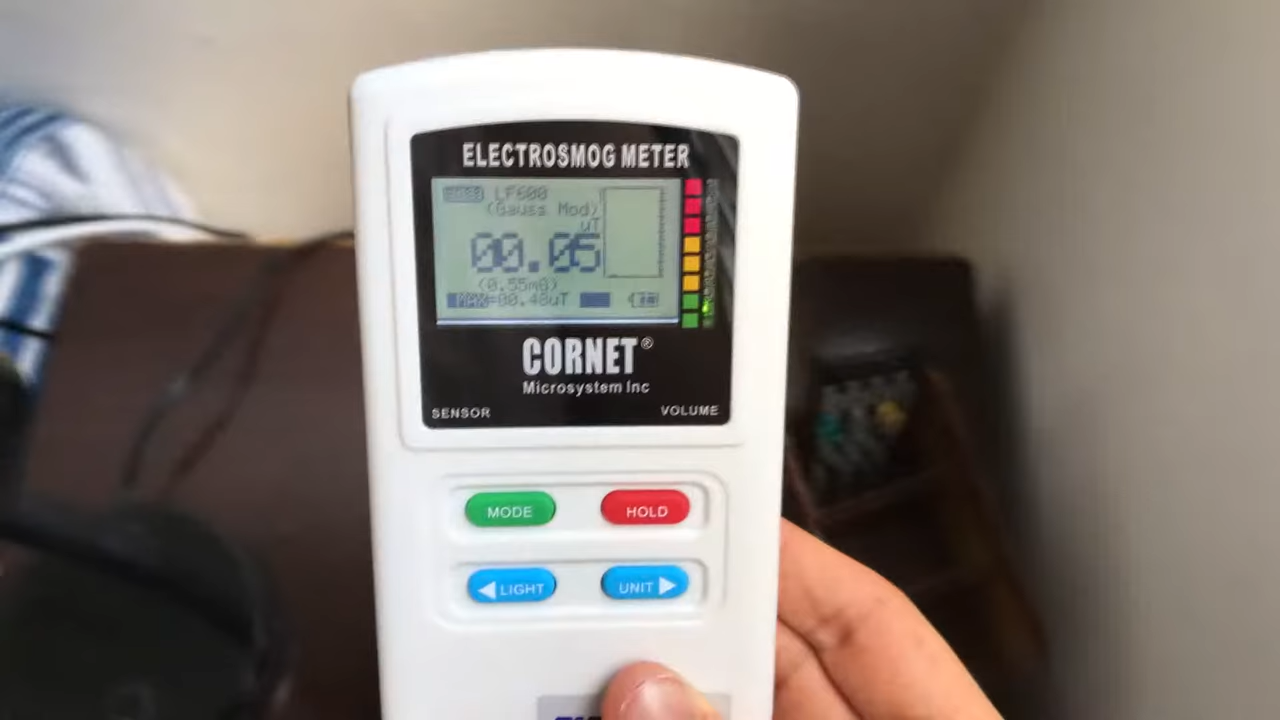 ELECTROSMOG METER
LF600
(Gauss Mod)
uT
00.05
(0.55mG)
MAX=00.48uT
CORNET®
Microsystem Inc
SENSOR VOLUME
MODE HOLD
◀LIGHT UNIT▶